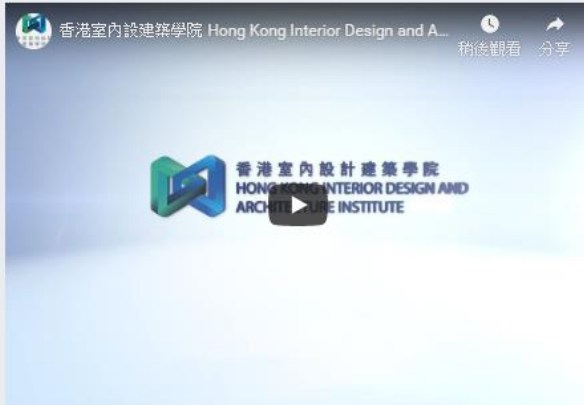 香港室內設建築學院 Hong Kong Interior Design and A...
稍後觀看 分享
香港室內設計建築學院
HONG KONG INTERIOR DESIGN AND
ARCHITECTURE INSTITUTE